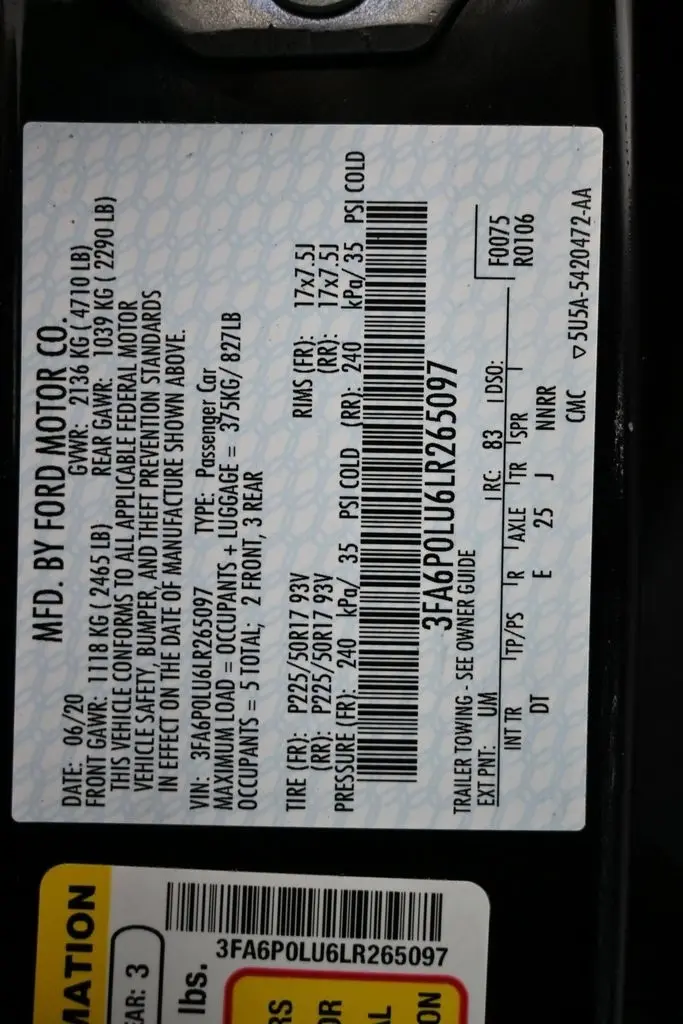 MFD. BY FORD MOTOR CO.
DATE: 06/20 GVWR: 2136 KG ( 4710 LB)
FRONT GAWR: 1118 KG ( 2465 LB) REAR GAWR: 1039 KG ( 2290 LB)
THIS VEHICLE CONFORMS TO ALL APPLICABLE FEDERAL MOTOR
VEHICLE SAFETY, BUMPER, AND THEFT PREVENTION STANDARDS
IN EFFECT ON THE DATE OF MANUFACTURE SHOWN ABOVE.
VIN: 3FA6P0LU6LR265097 TYPE: Passenger Car
MAXIMUM LOAD = OCCUPANTS + LUGGAGE = 375KG/ 827LB
OCCUPANTS = 5 TOTAL; 2 FRONT, 3 REAR
TIRE (FR): P225/50R17 93V RIMS (FR): 17x7.5J
(RR): P225/50R17 93V (RR): 17x7.5J
PRESSURE (FR): 240 kPa/ 35 PSI COLD (RR): 240 kPa/ 35 PSI COLD
3FA6P0LU6LR265097
TRAILER TOWING - SEE OWNER GUIDE
EXT PNT: UM RC: 83 DSO: F0075
R0106
INT TR TP/PS R AXLE TR SPR
DT E 25 J NNRR
CMC ▽5U5A-5420472-AA
MATION
EAR: 3
3FA6P0LU6LR265097
lbs.
RS
OR
AL
ON